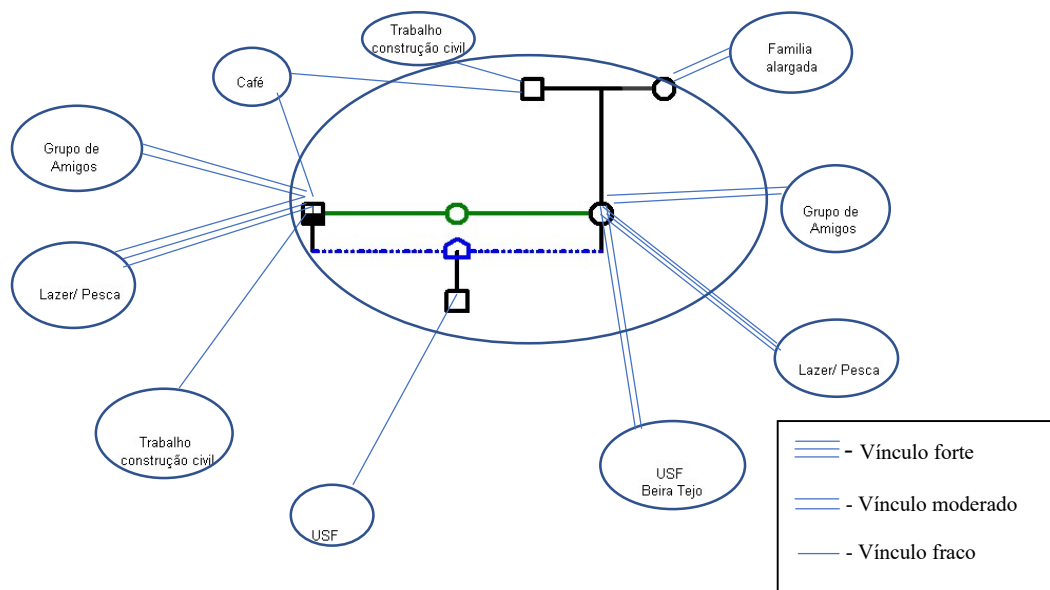 Trabalho
construção civil
Familia
alargada
Café
Grupo de
Amigos
Grupo de
Amigos
Lazer/ Pesca
Lazer/ Pesca
Trabalho
construção civil
USF
Beira Tejo
USF
- Vínculo forte
- Vínculo moderado
- Vínculo fraco